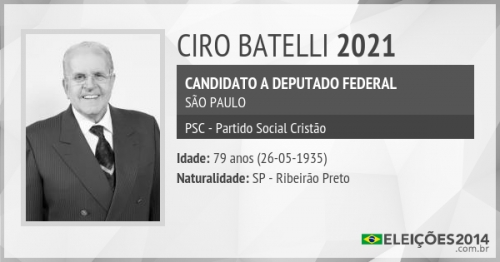 CIRO BATELLI 2021
CANDIDATO A DEPUTADO FEDERAL
SÃO PAULO
PSC - Partido Social Cristão
Idade: 79 anos (26-05-1935)
Naturalidade: SP - Ribeirão Preto
ELEIÇÕES2014
.com.br